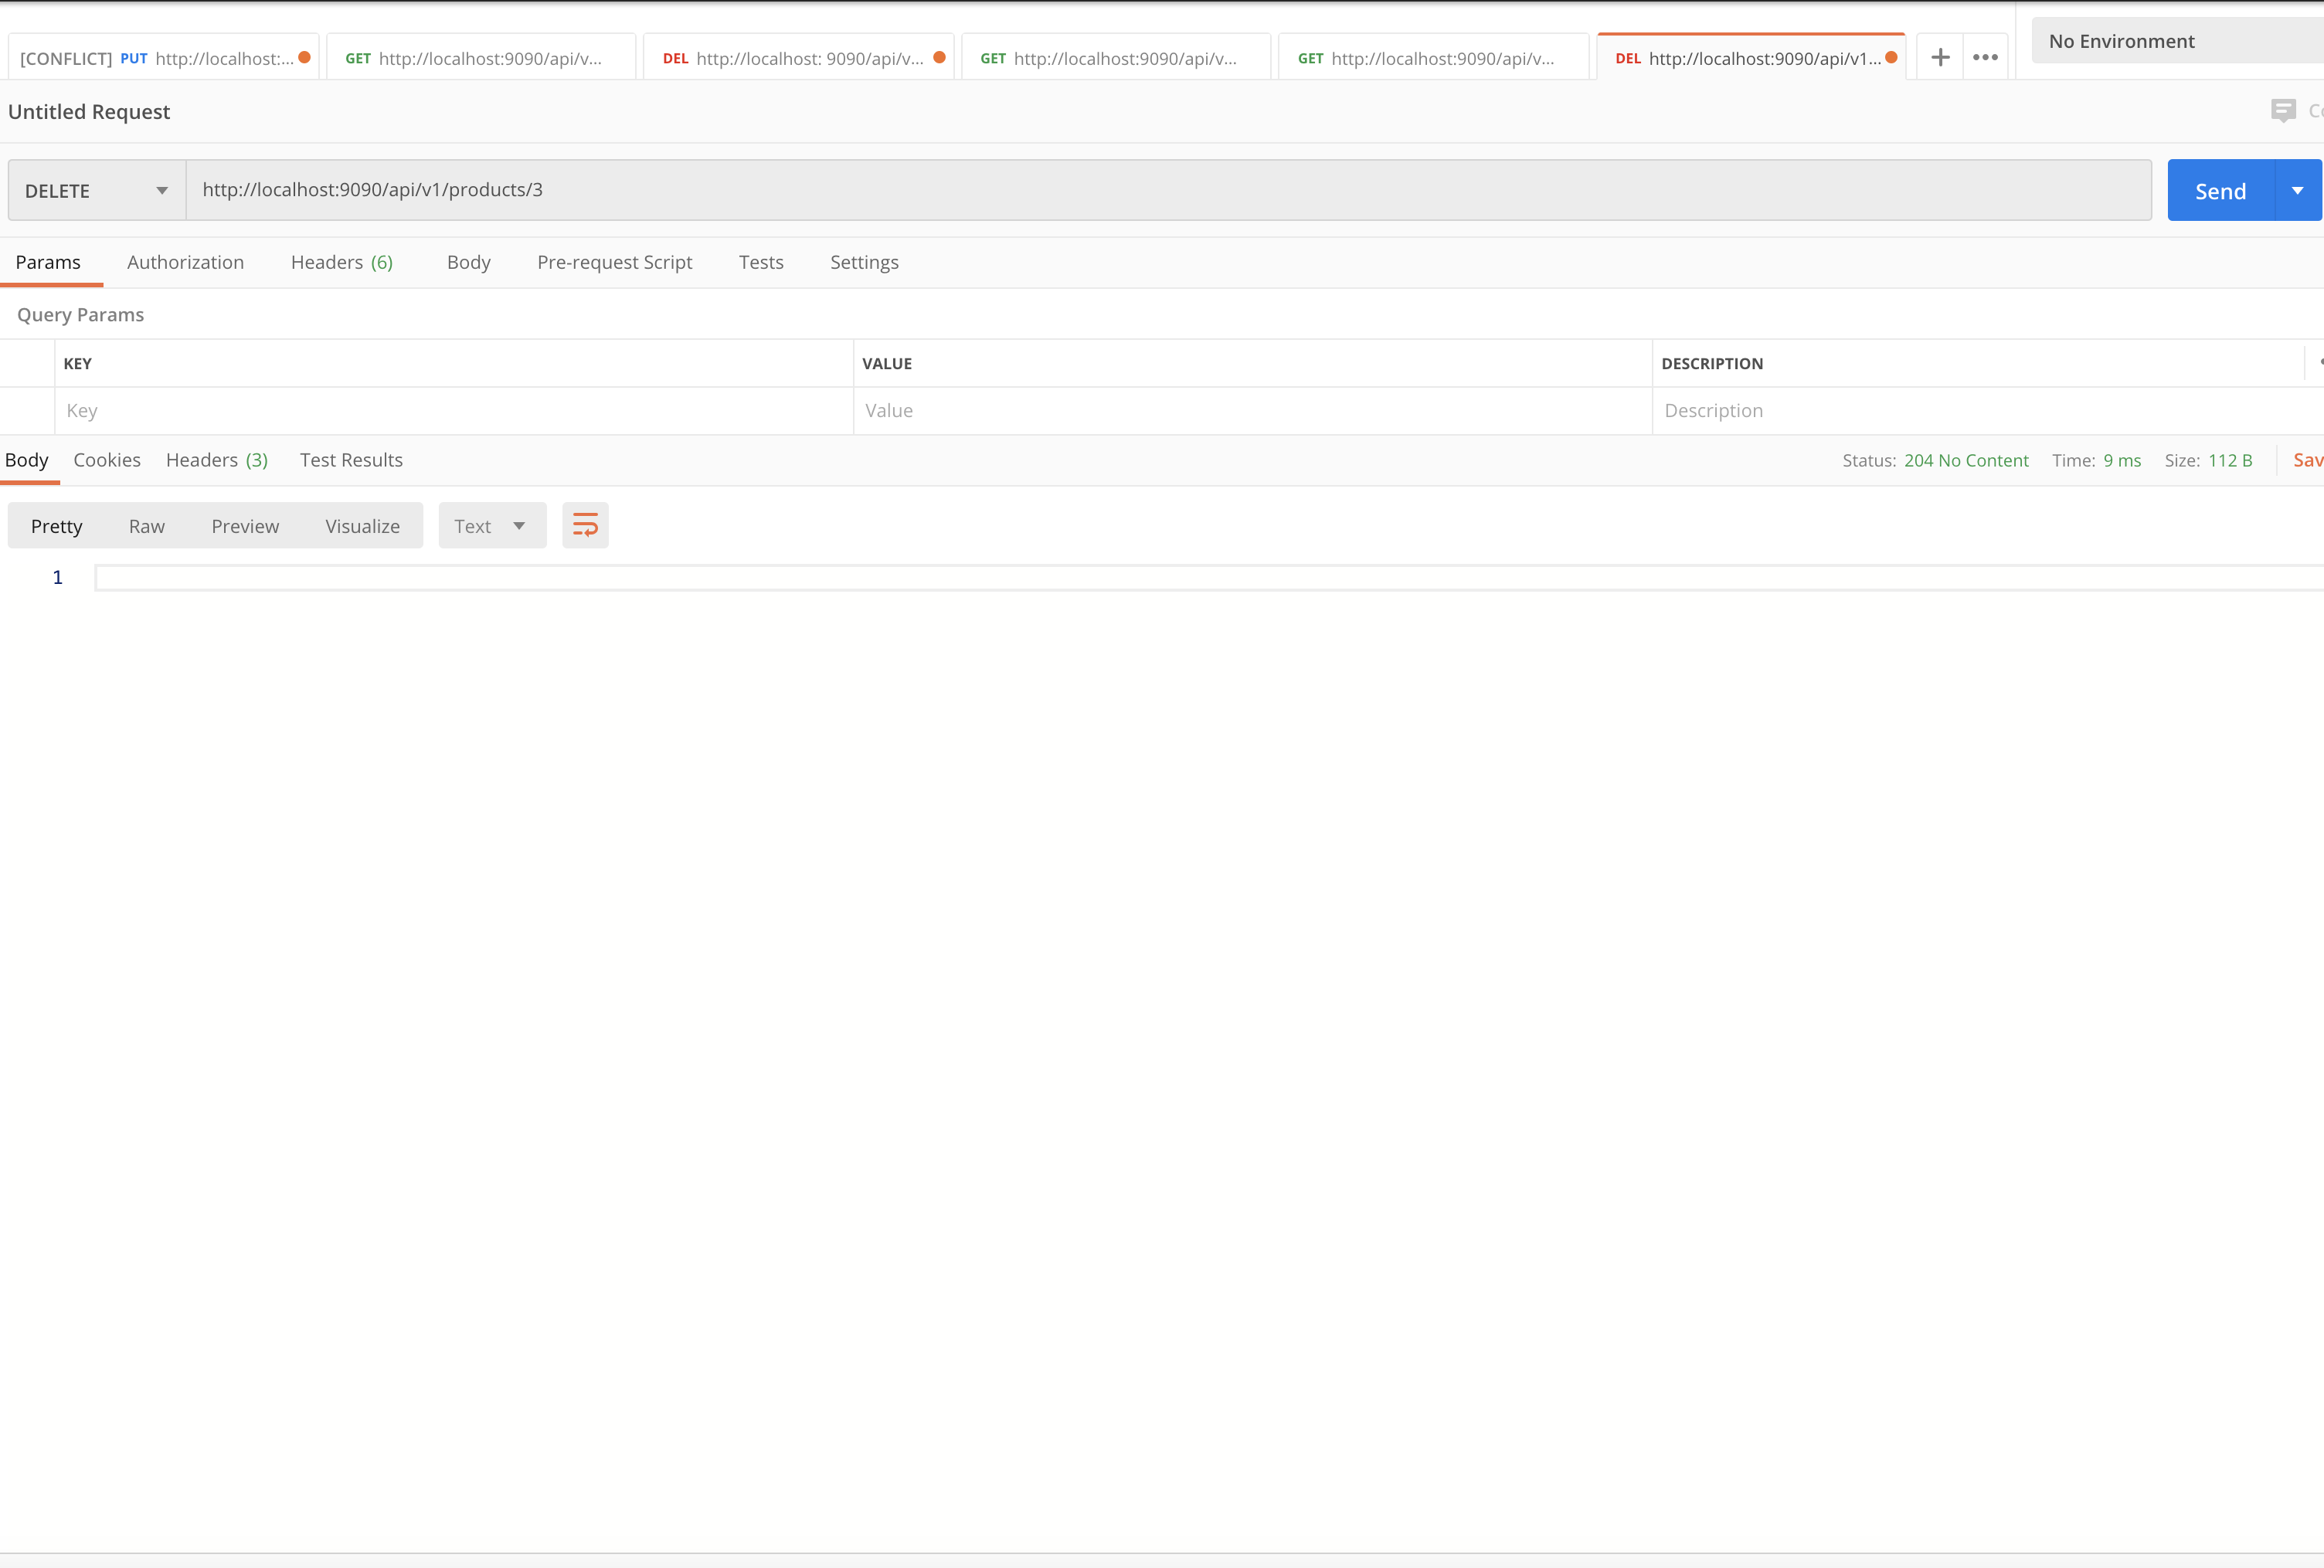 [CONFLICT] PUT http://localhost:... GET http://localhost:9090/api/v... DEL http://localhost: 9090/api/v... GET http://localhost:9090/api/v... GET http://localhost:9090/api/v... DEL http://localhost:9090/api/v1... No Environment
Untitled Request
DELETE http://localhost:9090/api/v1/products/3 Send
Params Authorization Headers (6) Body Pre-request Script Tests Settings
Query Params
KEY VALUE DESCRIPTION
Key Value Description
Body Cookies Headers (3) Test Results Status: 204 No Content Time: 9 ms Size: 112 B Sav
Pretty Raw Preview Visualize Text
1